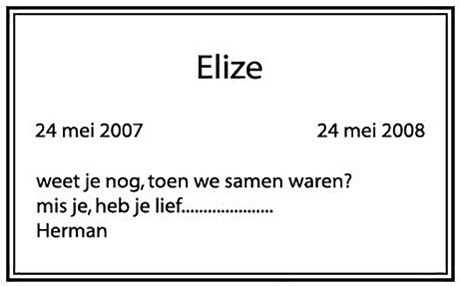 Elize
24 mei 2007 24 mei 2008
weet je nog, toen we samen waren?
mis je, heb je lief.....................
Herman